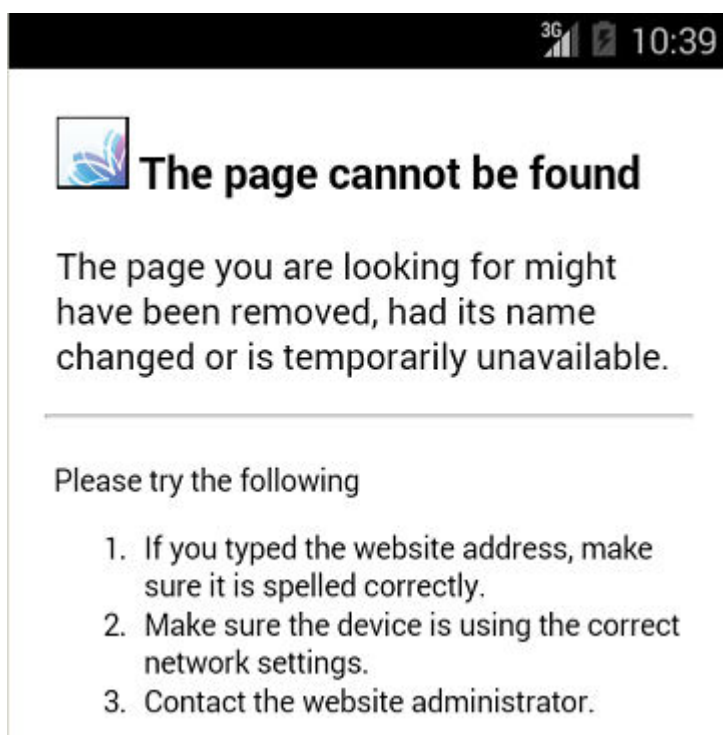 3G 10:39
The page cannot be found
The page you are looking for might
have been removed, had its name
changed or is temporarily unavailable.
Please try the following
1. If you typed the website address, make
sure it is spelled correctly.
2. Make sure the device is using the correct
network settings.
3. Contact the website administrator.